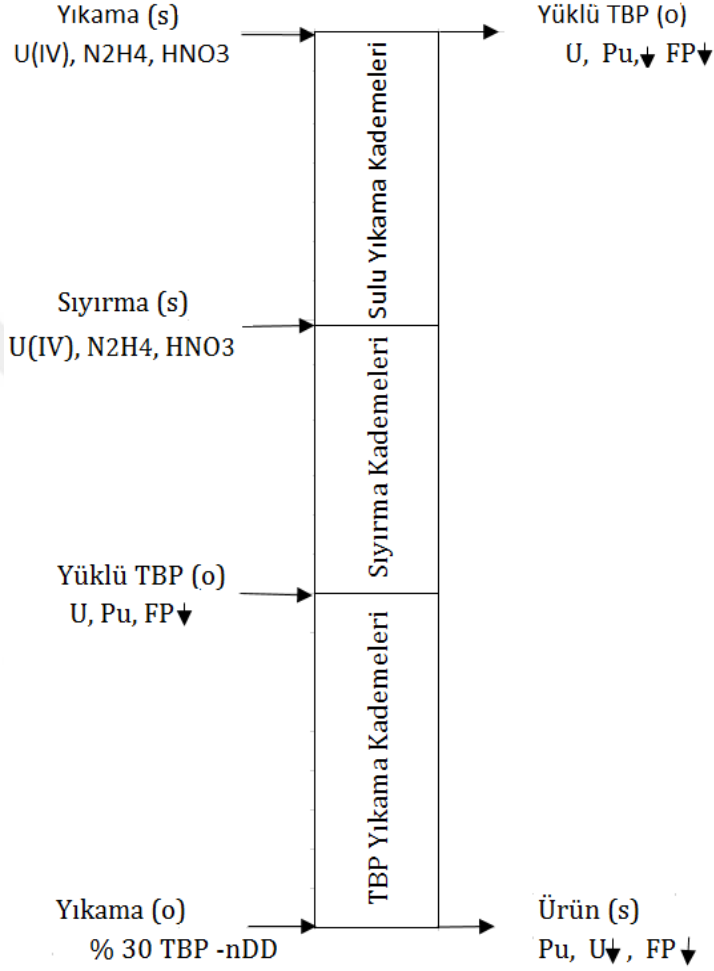 Yıkama (s)
U(IV), N2H4, HNO3
Yüklü TBP (o)
U, Pu,↓ FP↓
Sulu Yıkama Kademeleri
Sıyırma (s)
U(IV), N2H4, HNO3
Sıyırma Kademeleri
Yüklü TBP (o)
U, Pu, FP↓
TBP Yıkama Kademeleri
Yıkama (o)
% 30 TBP -nDD
Ürün (s)
Pu, U↓, FP↓